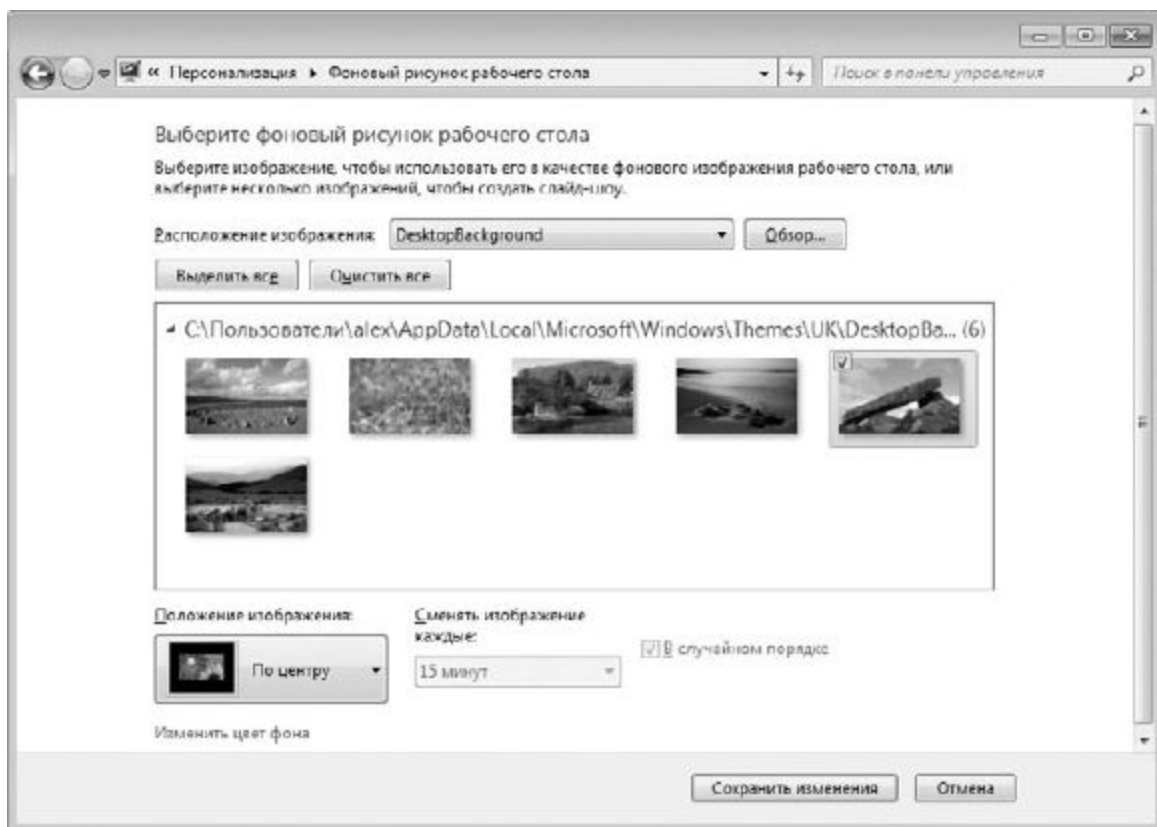 « Персонализация ▸ Фоновый рисунок рабочего стола
Поиск в панели управления
Выберите фоновый рисунок рабочего стола
Выберите изображение, чтобы использовать его в качестве фонового изображения рабочего стола, или
выберите несколько изображений, чтобы создать слайд-шоу.
Расположение изображения: DesktopBackground Обзор...
Выделить все Очистить все
C:\Пользователи\alex\AppData\Local\Microsoft\Windows\Themes\UK\DesktopBa... (6)
Положение изображения:
По центру
Сменять изображение
каждые:
15 минут
В случайном порядке
Изменить цвет фона
Сохранить изменения Отмена